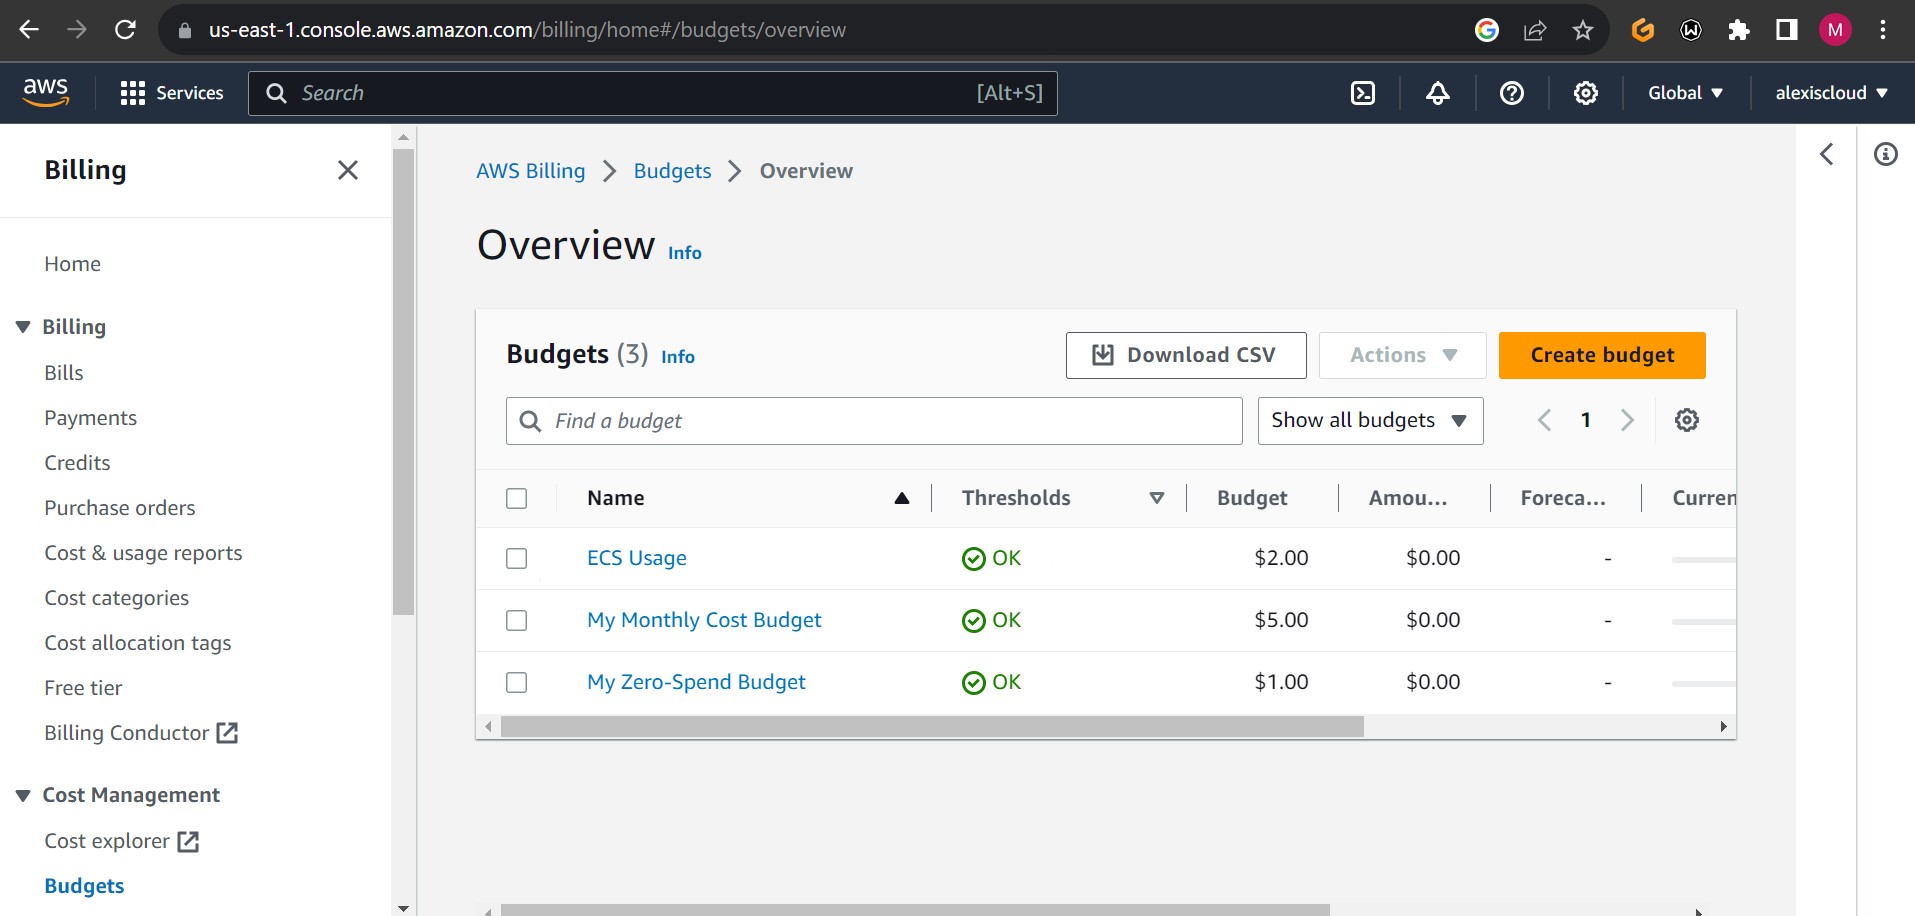 us-east-1.console.aws.amazon.com/billing/home#/budgets/overview
M
aws
Services
Search
[Alt+S]
Global
alexiscloud
Billing
Home
Billing
Bills
Payments
Credits
Purchase orders
Cost & usage reports
Cost categories
Cost allocation tags
Free tier
Billing Conductor
Cost Management
Cost explorer
Budgets
AWS Billing > Budgets > Overview
Overview Info
Budgets (3) Info
Download CSV
Actions
Create budget
Find a budget
Show all budgets
1
Name Thresholds Budget Amou... Foreca... Curren
ECS Usage OK $2.00 $0.00 -
My Monthly Cost Budget OK $5.00 $0.00 -
My Zero-Spend Budget OK $1.00 $0.00 -